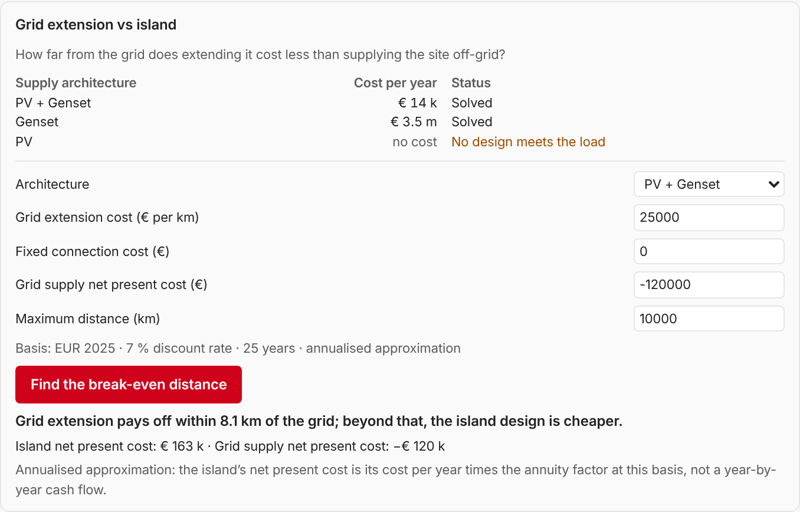 Grid extension vs island
How far from the grid does extending it cost less than supplying the site off-grid?
Supply architecture Cost per year Status
PV + Genset € 14 k Solved
Genset € 3.5 m Solved
PV no cost No design meets the load
Architecture PV + Genset
Grid extension cost (€ per km) 25000
Fixed connection cost (€) 0
Grid supply net present cost (€) -120000
Maximum distance (km) 10000
Basis: EUR 2025 · 7 % discount rate · 25 years · annualised approximation
Find the break-even distance
Grid extension pays off within 8.1 km of the grid; beyond that, the island design is cheaper.
Island net present cost: € 163 k · Grid supply net present cost: −€ 120 k
Annualised approximation: the island’s net present cost is its cost per year times the annuity factor at this basis, not a year-by-
year cash flow.